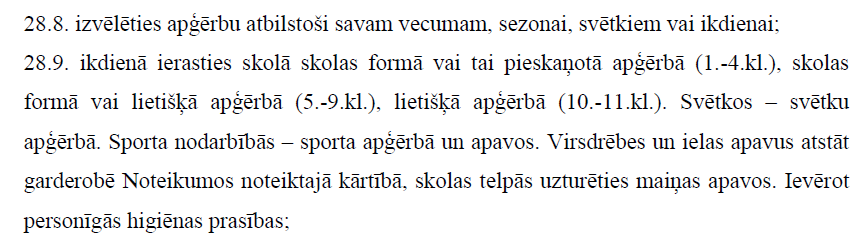 28.8. izvēlēties apģērbu atbilstoši savam vecumam, sezonai, svētkiem vai ikdienai;
28.9. ikdienā ierasties skolā skolas formā vai tai pieskaņotā apģērbā (1.-4.kl.), skolas
formā vai lietišķā apģērbā (5.-9.kl.), lietišķā apģērbā (10.-11.kl.). Svētkos – svētku
apģērbā. Sporta nodarbībās – sporta apģērbā un apavos. Virsdrēbes un ielas apavus atstāt
garderobē Noteikumos noteiktajā kārtībā, skolas telpās uzturēties maiņas apavos. Ievērot
personīgās higiēnas prasības;